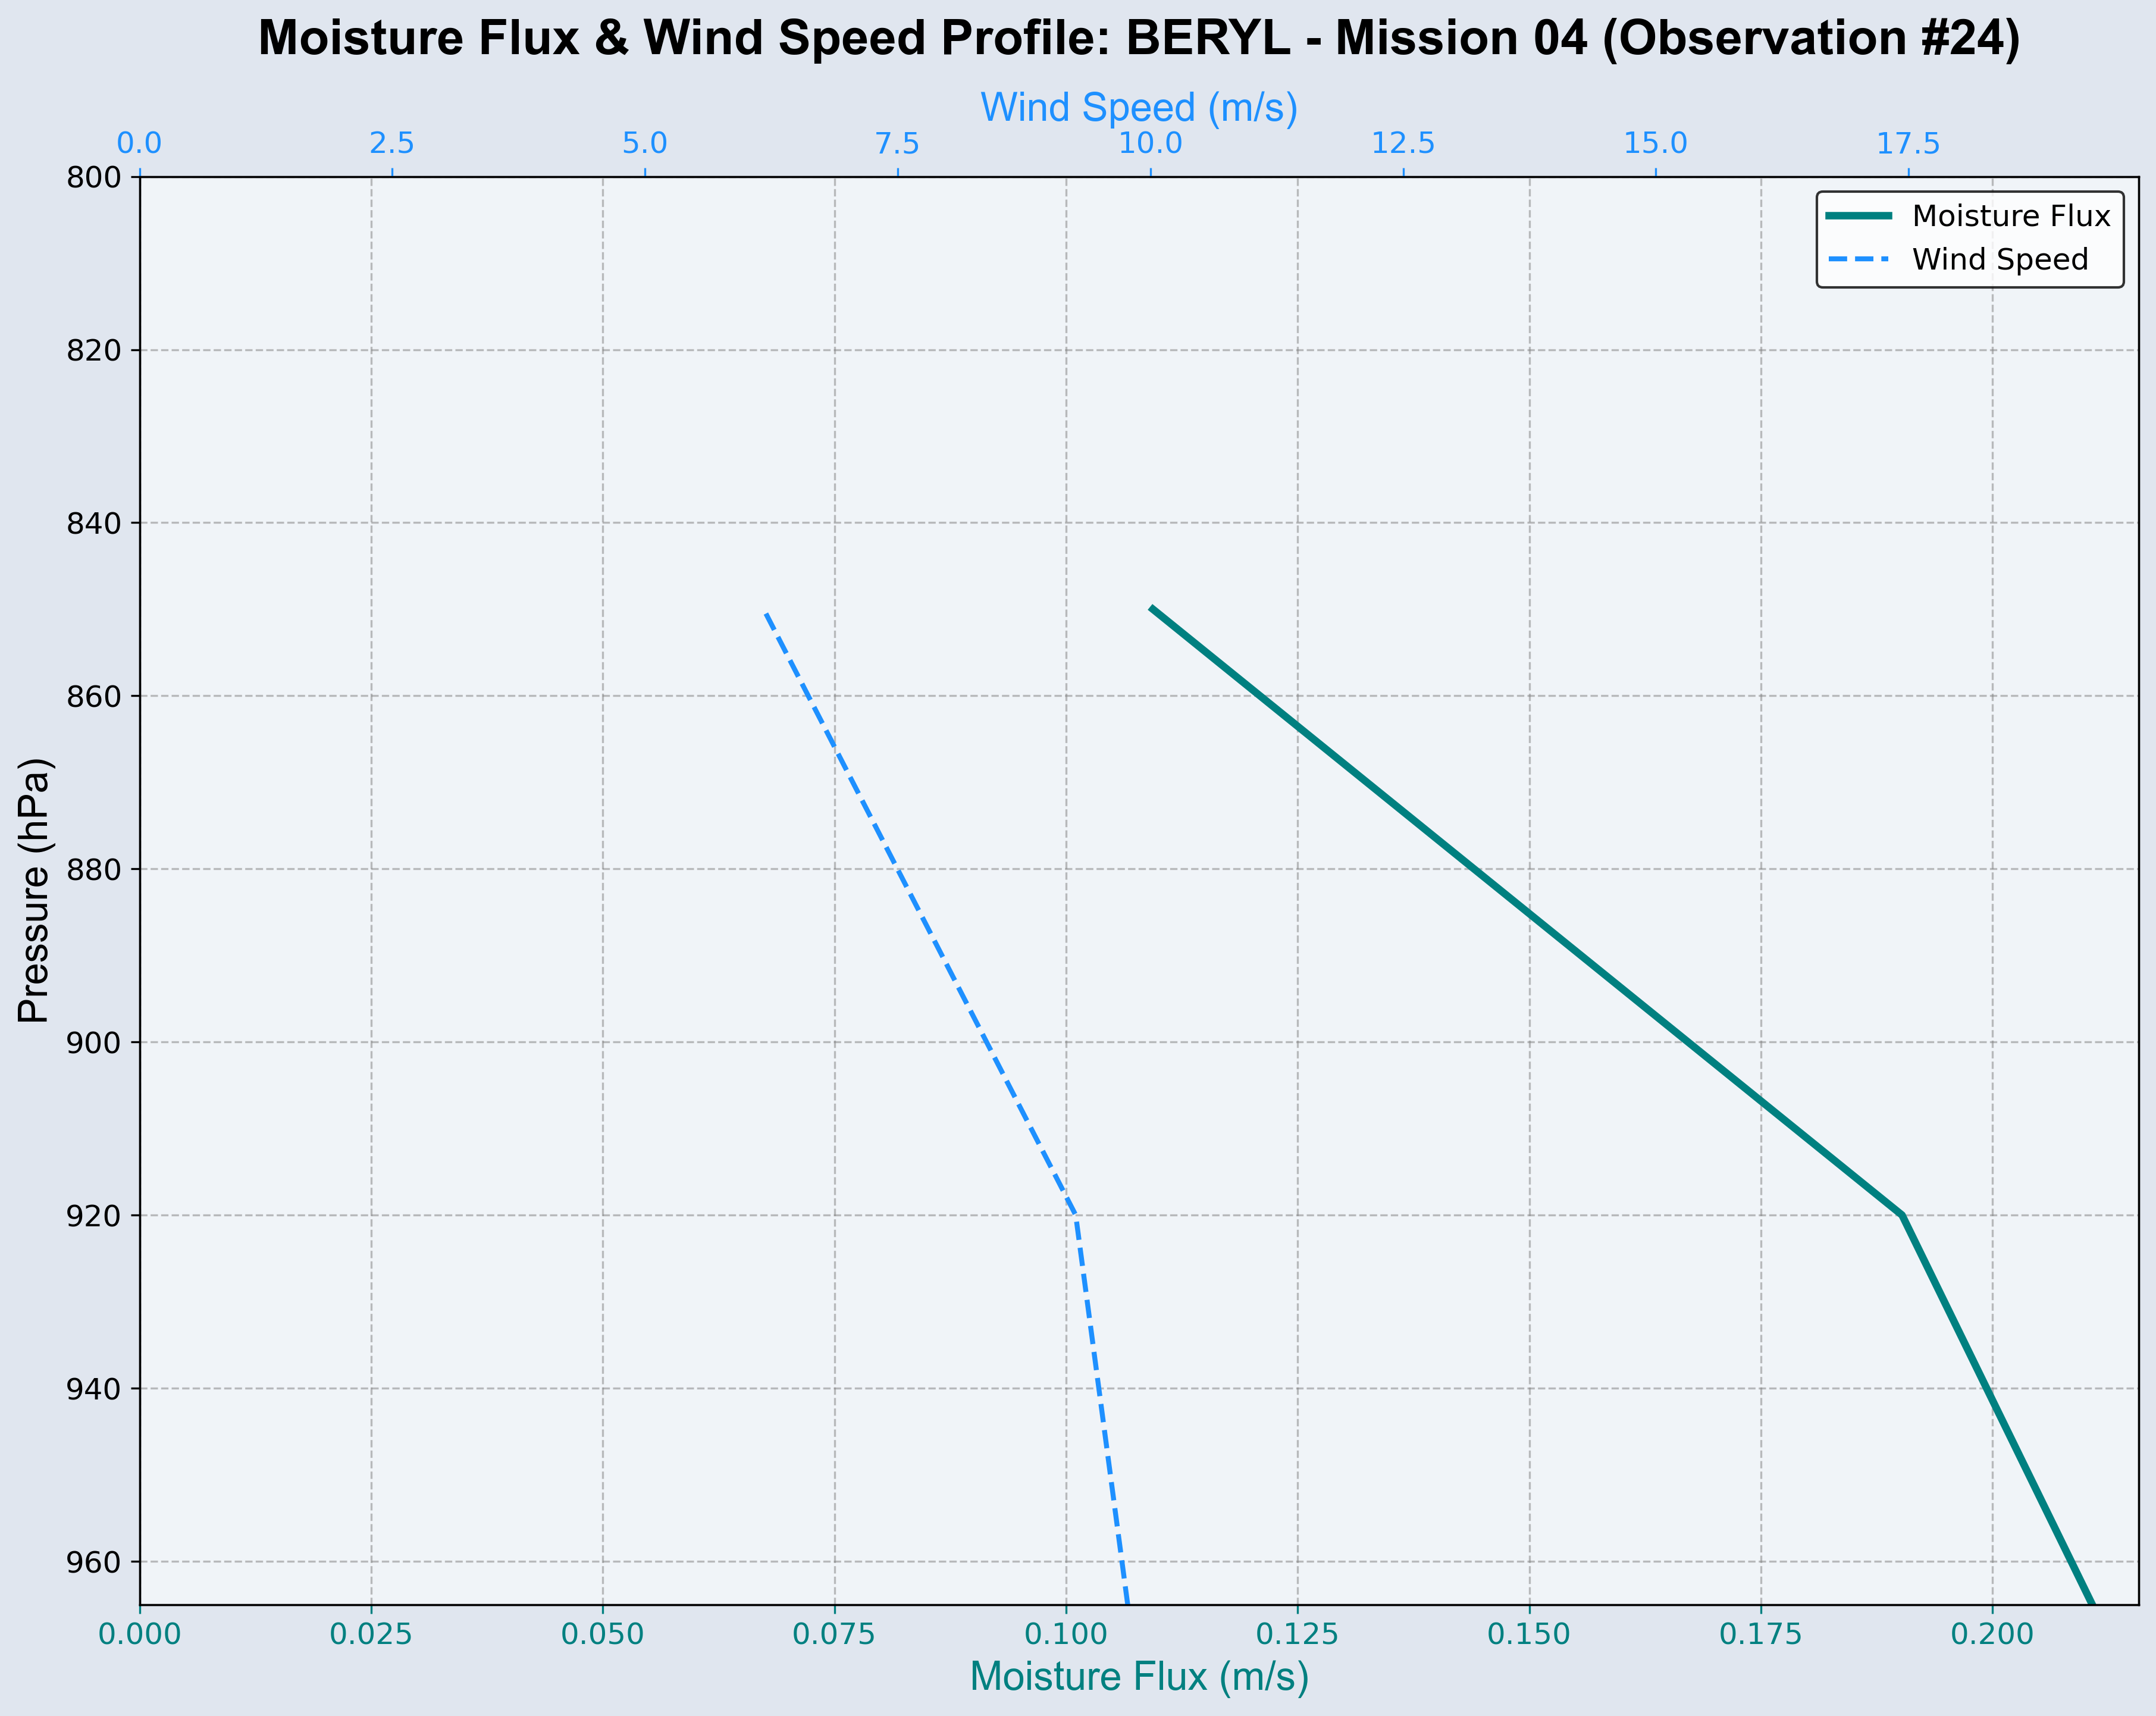 Moisture Flux & Wind Speed Profile: BERYL - Mission 04 (Observation #24)
Wind Speed (m/s)
0.0 2.5 5.0 7.5 10.0 12.5 15.0 17.5
Moisture Flux
Wind Speed
Pressure (hPa)
800
820
840
860
880
900
920
940
960
0.000 0.025 0.050 0.075 0.100 0.125 0.150 0.175 0.200
Moisture Flux (m/s)